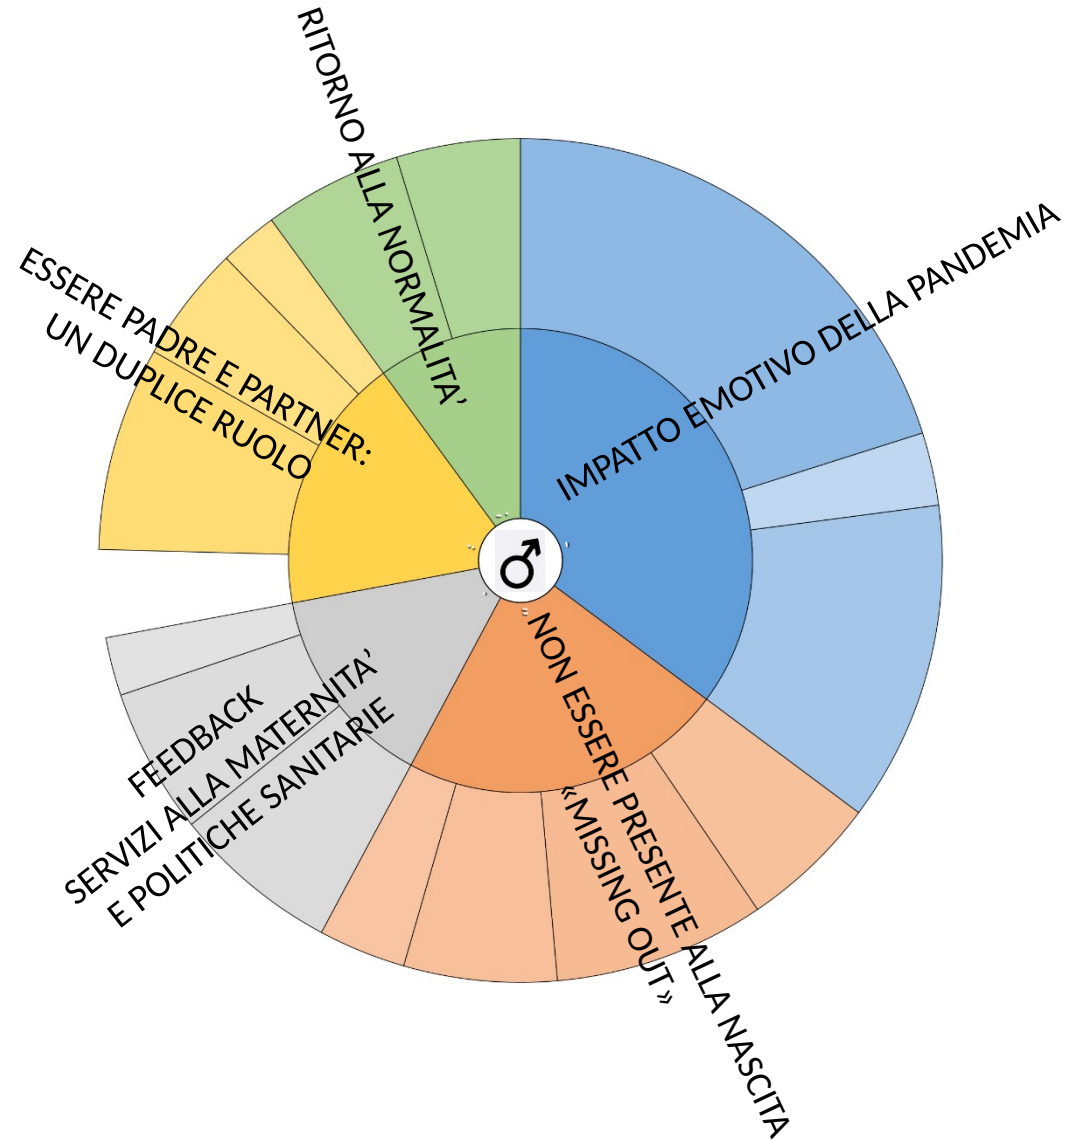 RITORNO ALLA NORMALITA’
IMPATTO EMOTIVO DELLA PANDEMIA
ESSERE PADRE E PARTNER:
UN DUPLICE RUOLO
NON ESSERE PRESENTE ALLA NASCITA
«MISSING OUT»
FEEDBACK
SERVIZI ALLA MATERNITA’
E POLITICHE SANITARIE